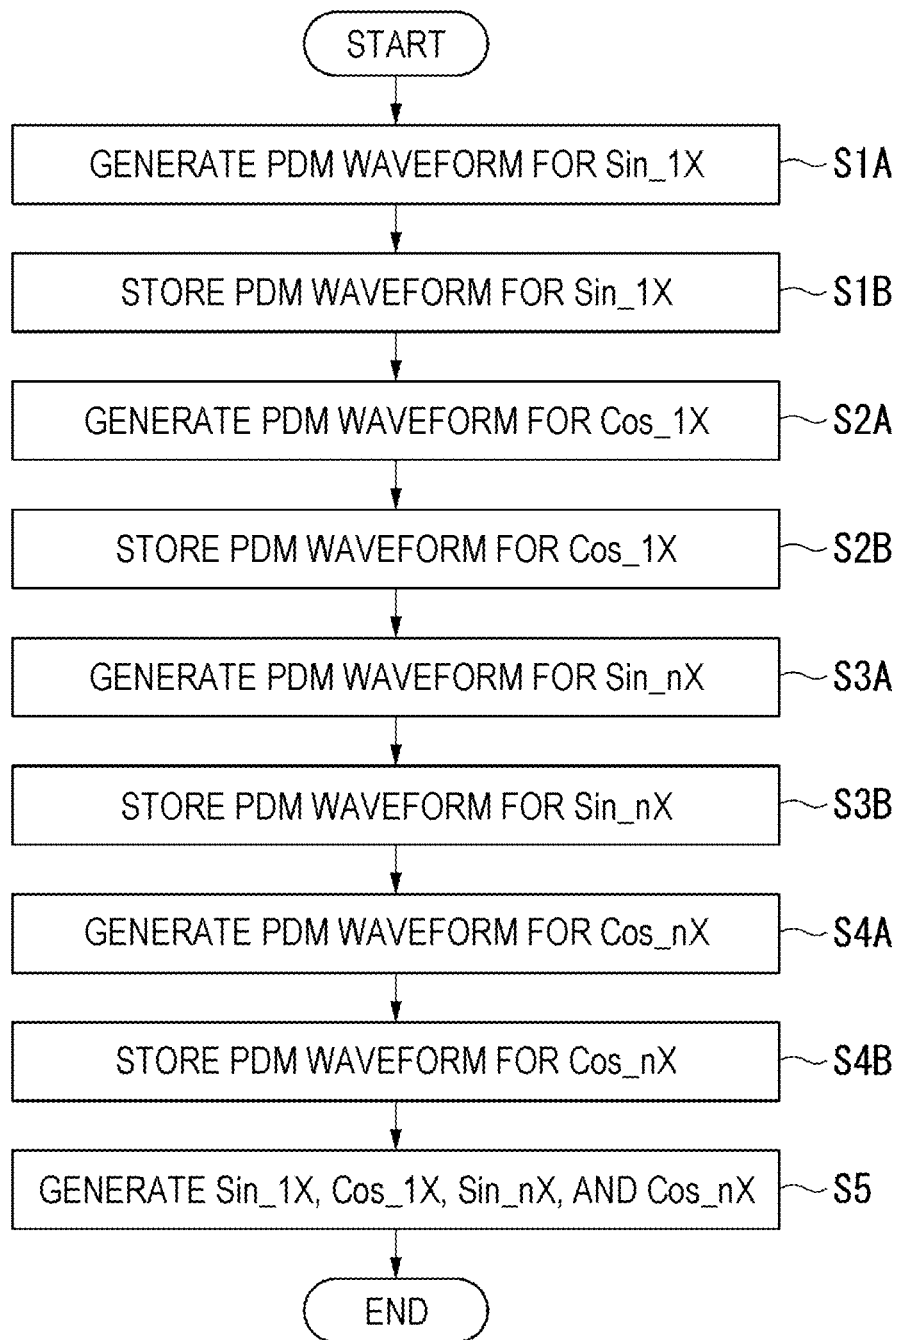 START
GENERATE PDM WAVEFORM FOR Sin_1X
S1A
STORE PDM WAVEFORM FOR Sin_1X
S1B
GENERATE PDM WAVEFORM FOR Cos_1X
S2A
STORE PDM WAVEFORM FOR Cos_1X
S2B
GENERATE PDM WAVEFORM FOR Sin_nX
S3A
STORE PDM WAVEFORM FOR Sin_nX
S3B
GENERATE PDM WAVEFORM FOR Cos_nX
S4A
STORE PDM WAVEFORM FOR Cos_nX
S4B
GENERATE Sin_1X, Cos_1X, Sin_nX, AND Cos_nX
S5
END